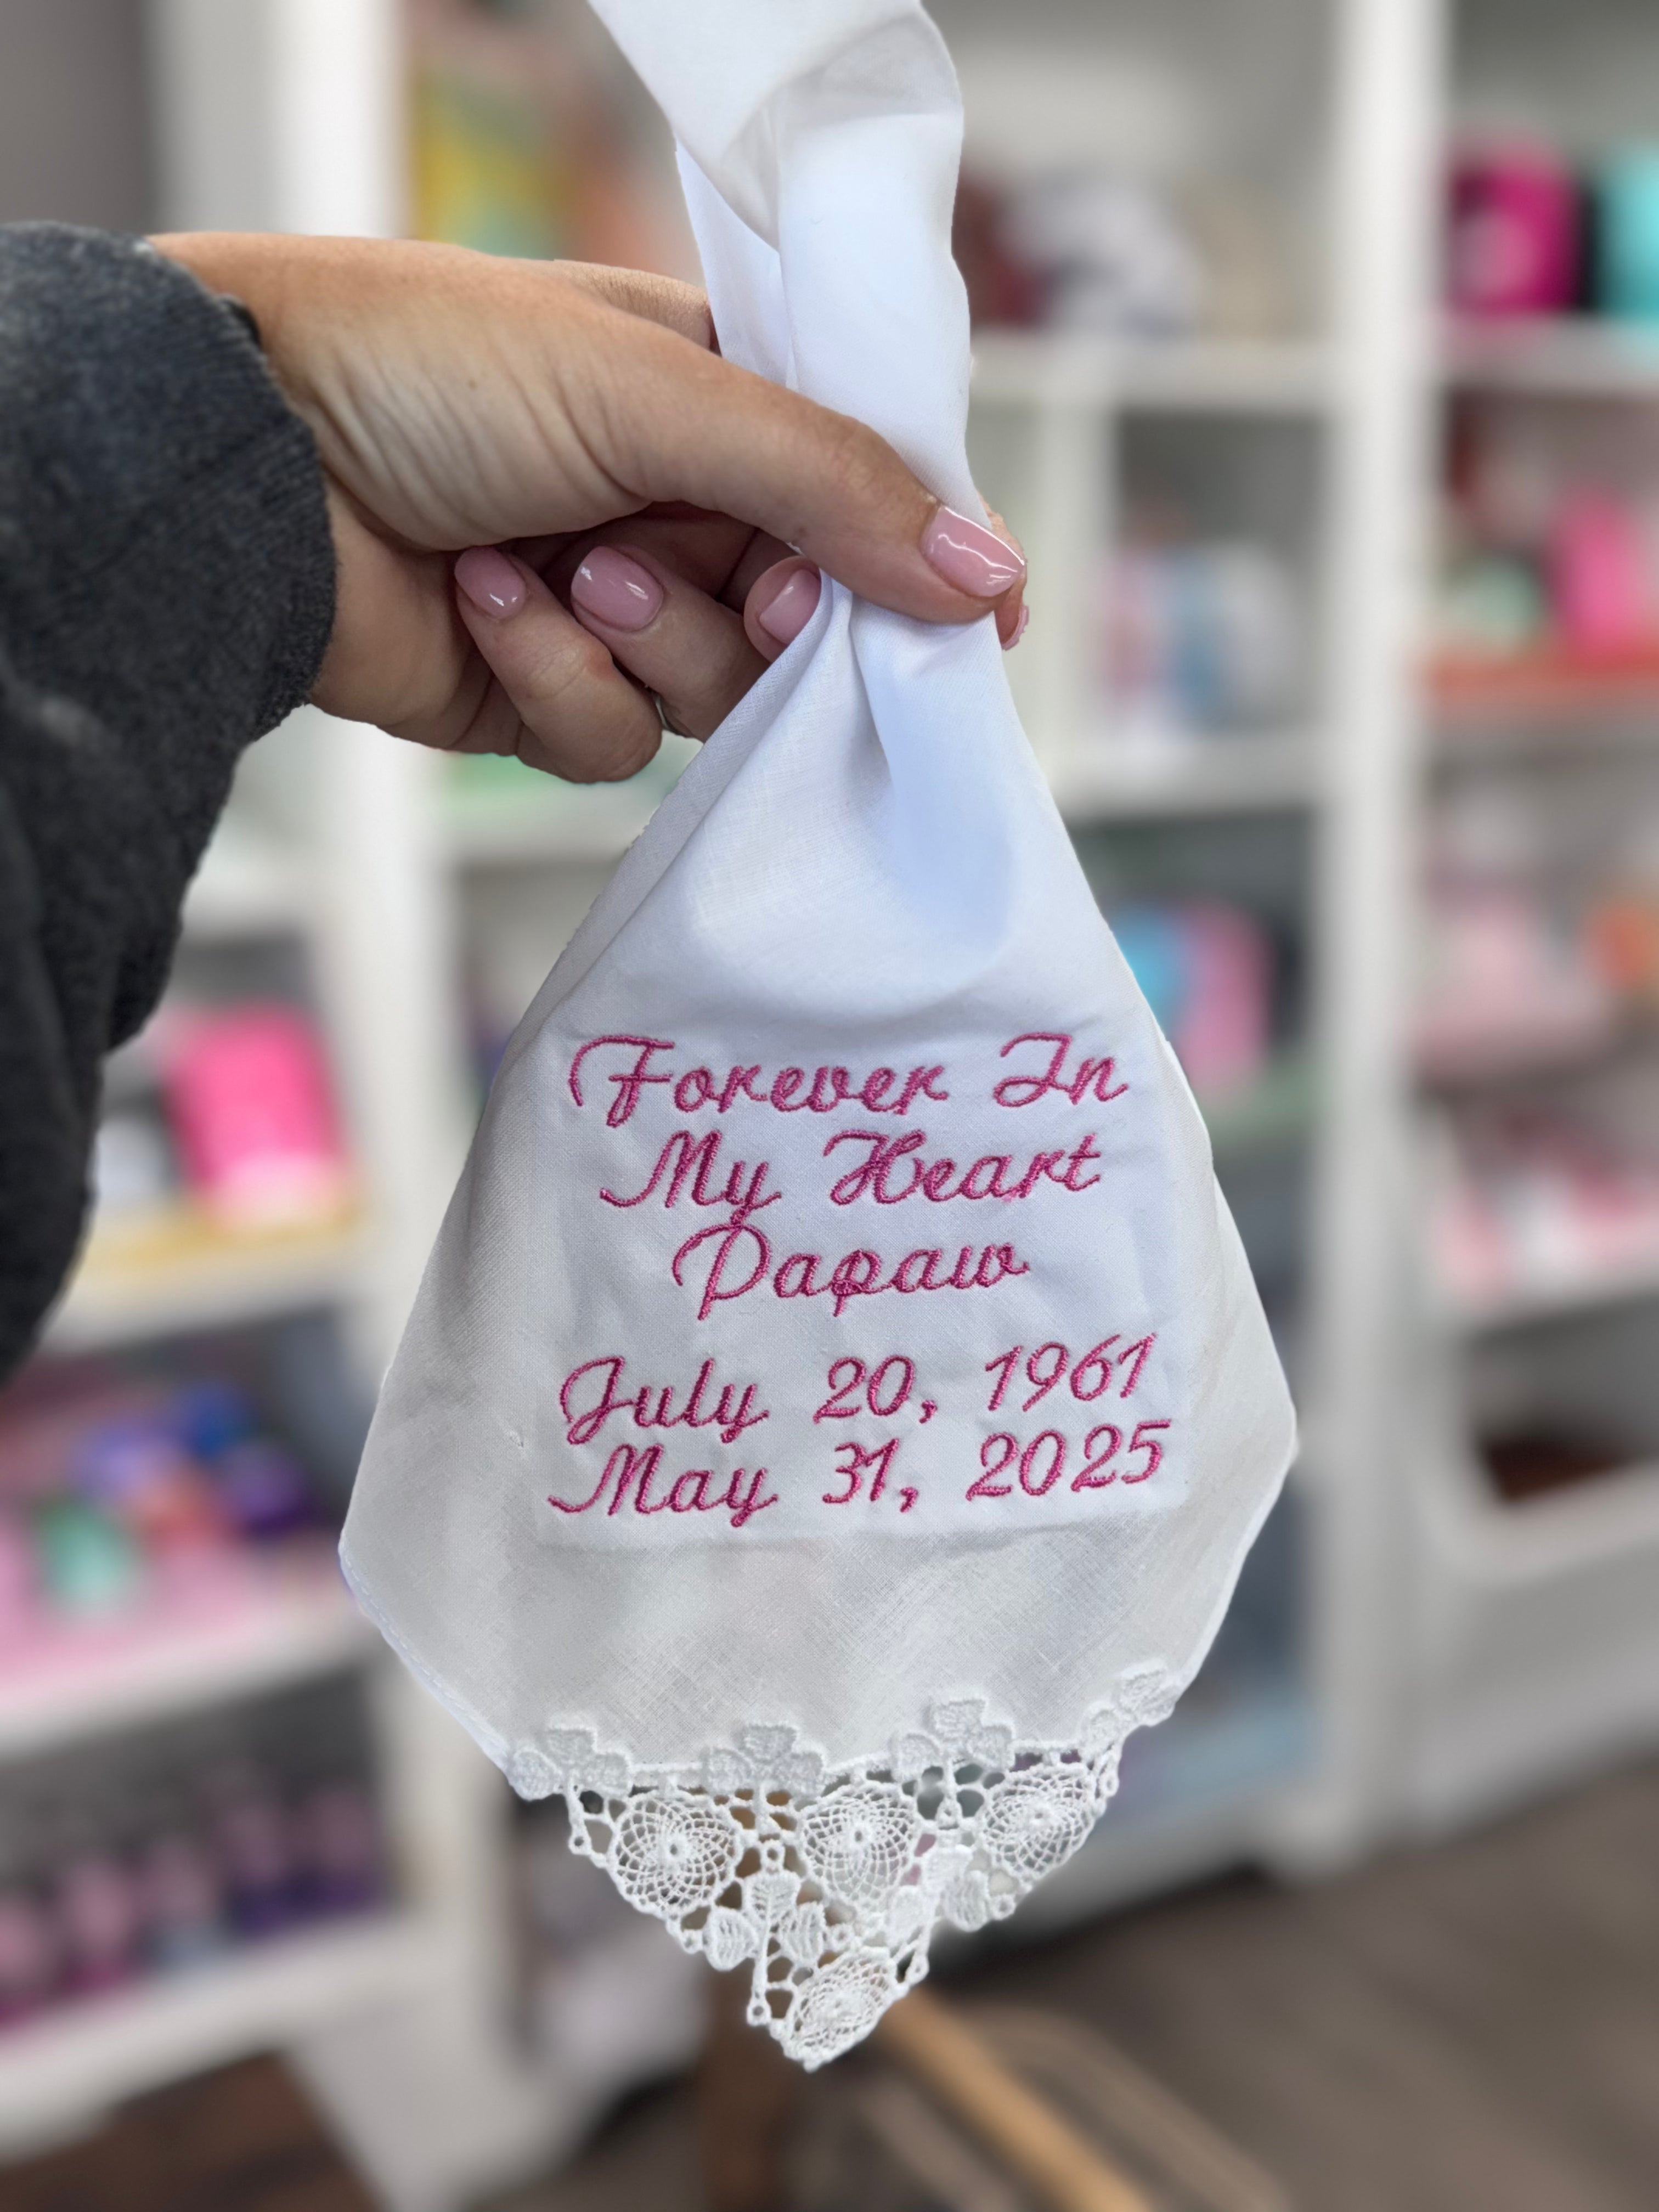 Forever In
My Heart
Papaw
July 20, 1961
May 31, 2025